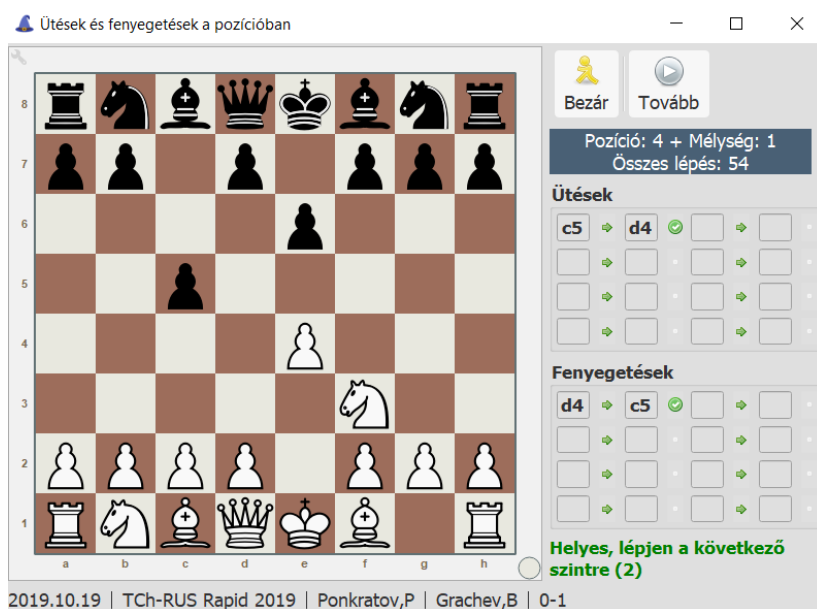 Ütések és fenyegetések a pozícióban
Bezár
Tovább
Pozíció: 4 + Mélység: 1
Összes lépés: 54
Ütések
c5 d4
Fenyegetések
d4 c5
Helyes, lépjen a következő
szintre (2)
8
7
6
5
4
3
2
1
a b c d e f g h
2019.10.19 | TCh-RUS Rapid 2019 | Ponkratov,P | Grachev,B | 0-1